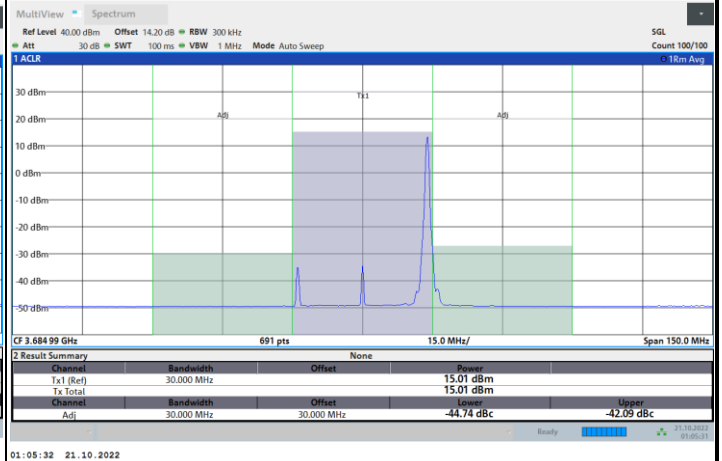 MultiView Spectrum
Ref Level 40.00 dBm Offset 14.20 dB RBW 300 kHz SGL
Att 30 dB SWT 100 ms VBW 1 MHz Mode Auto Sweep Count 100/100
1 ACLR 1Rm Avg
30 dBm
Tx1
20 dBm
Adj Adj
10 dBm
0 dBm
-10 dBm
-20 dBm
-30 dBm
-40 dBm
-50 dBm
CF 3.684 99 GHz 691 pts 15.0 MHz/ Span 150.0 MHz
2 Result Summary None
Channel Bandwidth Offset Power
Tx1 (Ref) 30.000 MHz 15.01 dBm
Tx Total 15.01 dBm
Channel Bandwidth Offset Lower Upper
Adj 30.000 MHz 30.000 MHz -44.74 dBc -42.09 dBc
Ready 21.10.2022
01:05:31
01:05:32 21.10.2022